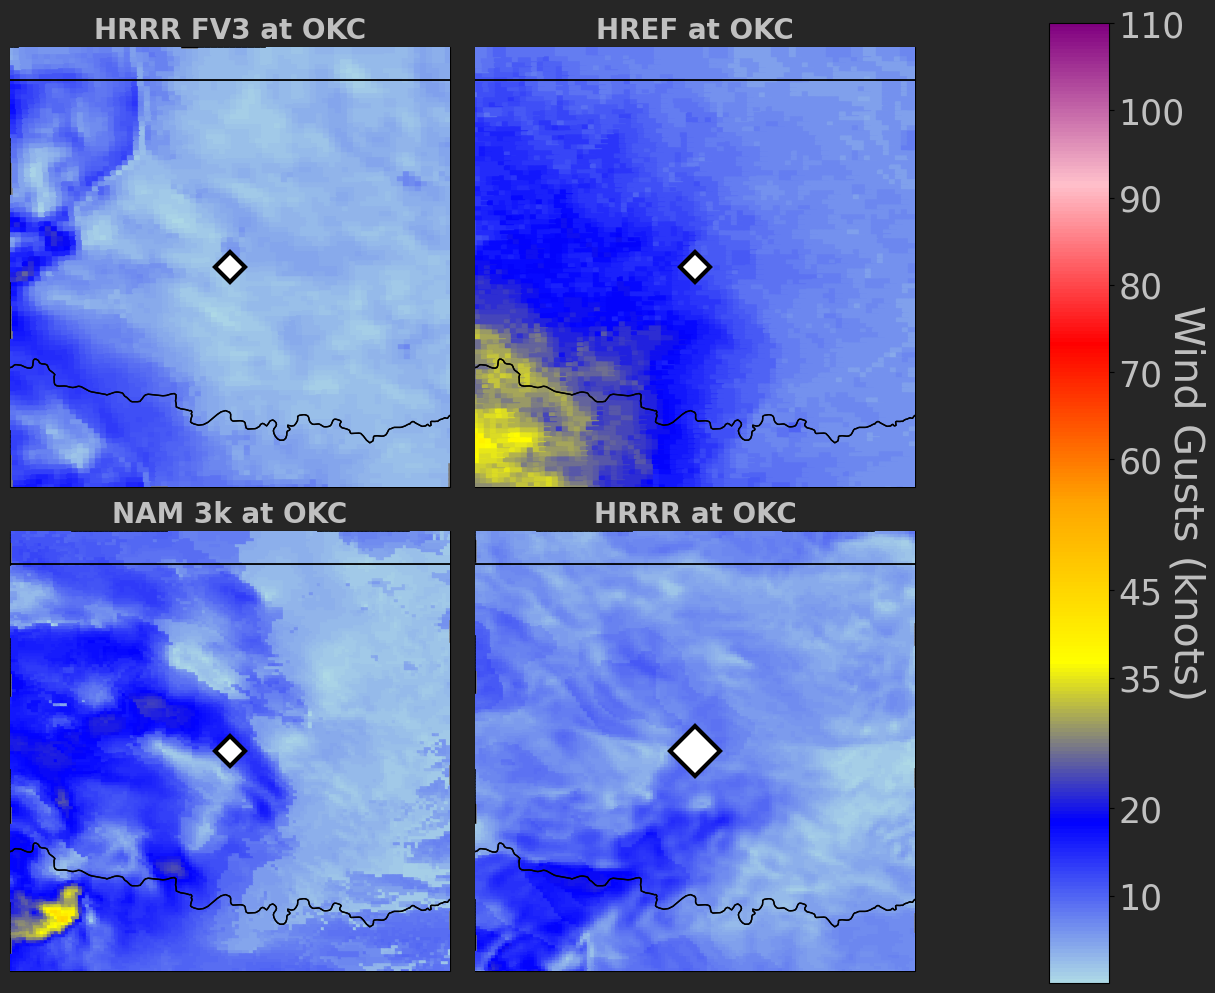 HRRR FV3 at OKC
HREF at OKC
NAM 3k at OKC
HRRR at OKC
110
100
90
80
70
60
45
35
20
10
Wind Gusts (knots)